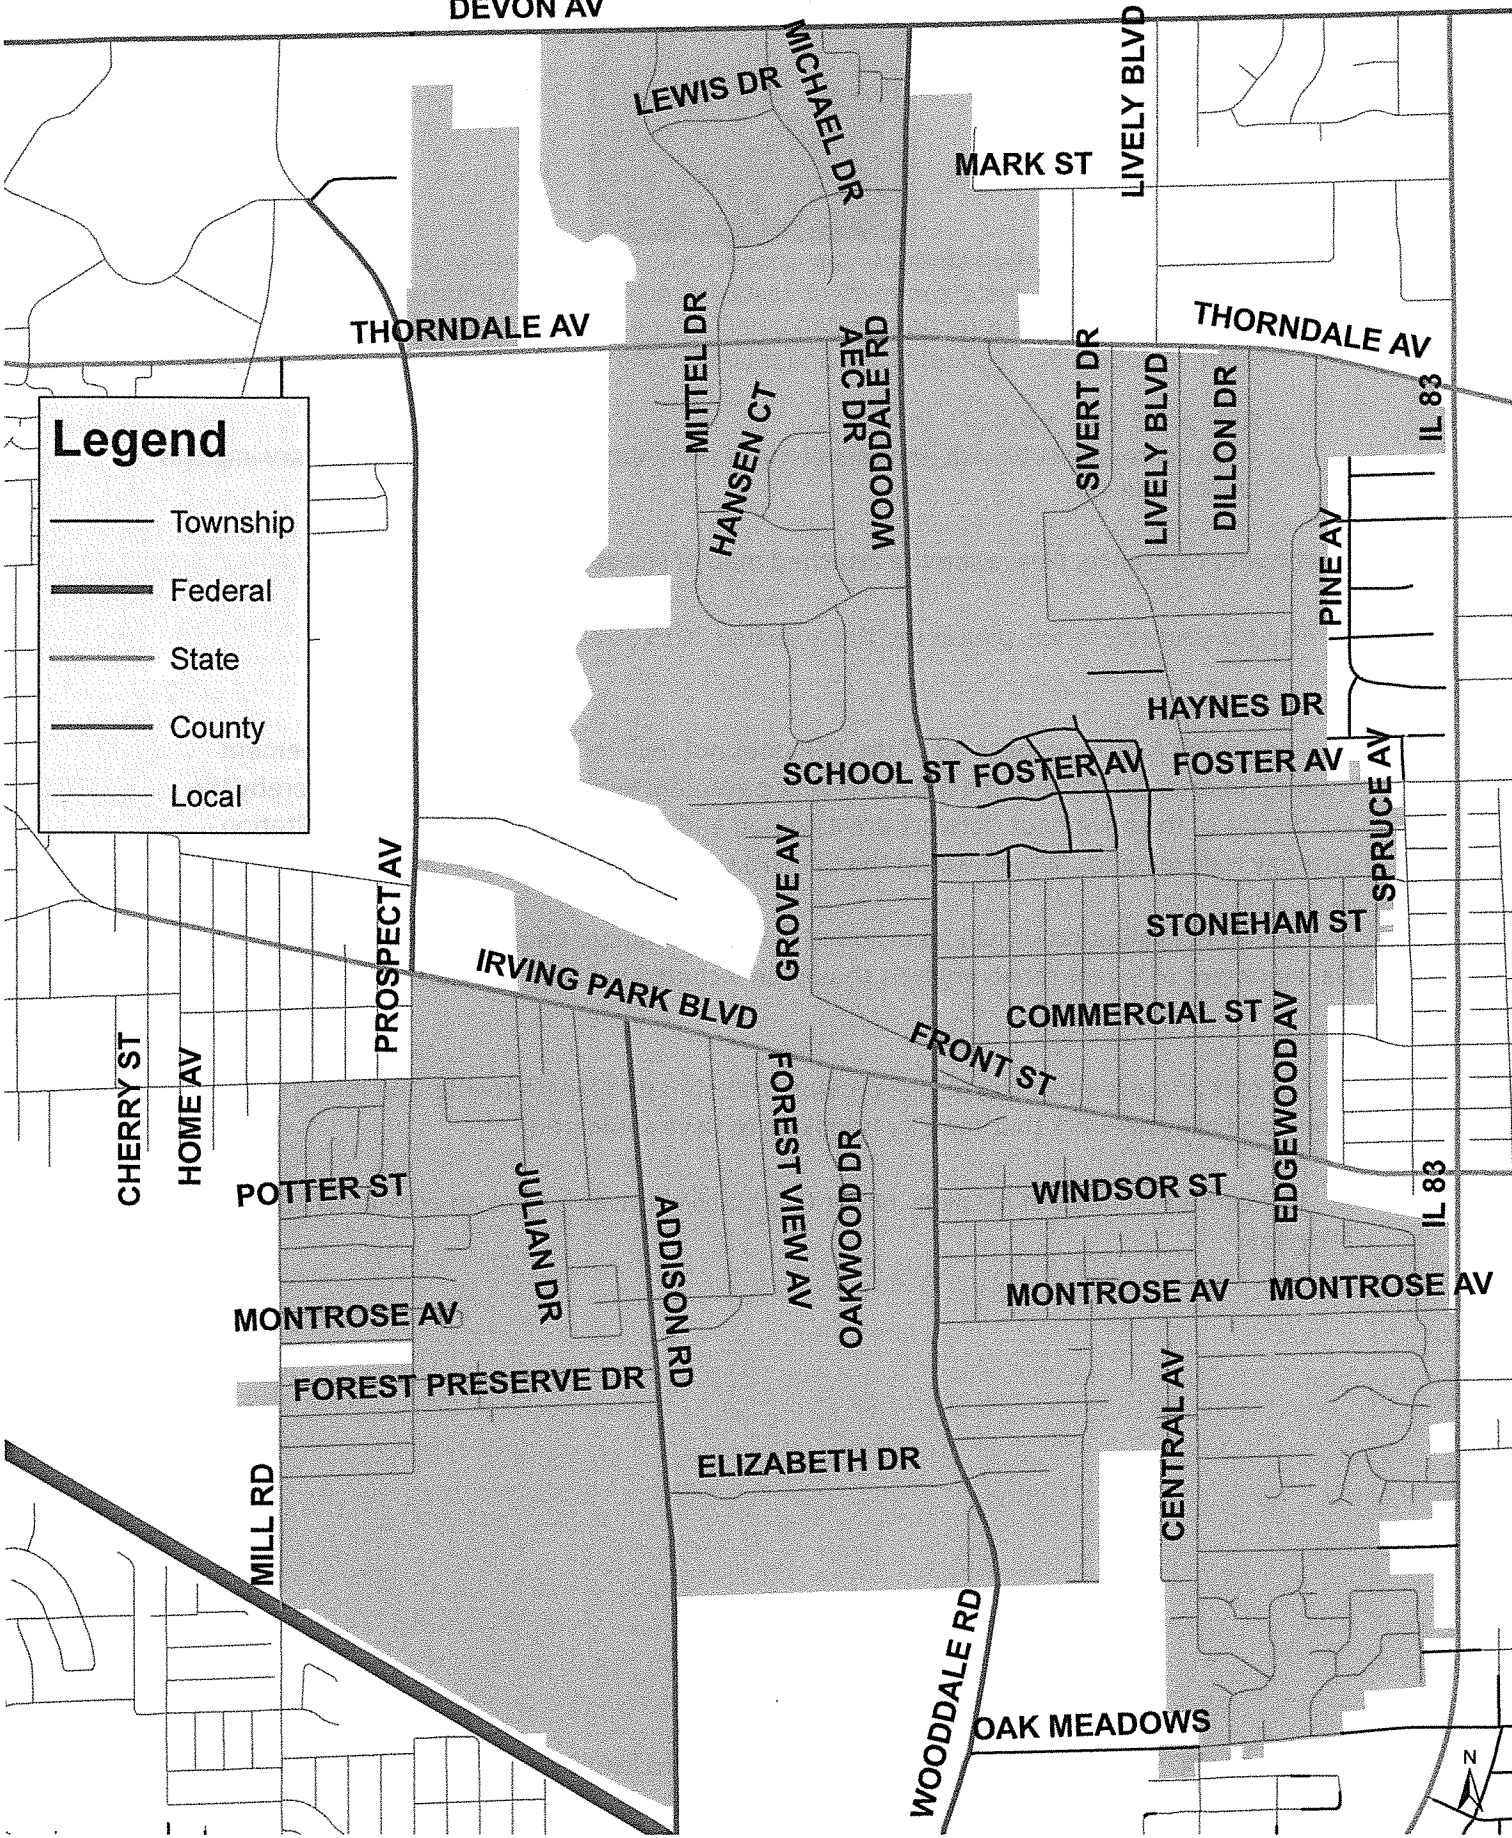 DEVON AV
LEWIS DR
MICHAEL DR
LIVELY BLVD
MARK ST
THORNDALE AV
THORNDALE AV
MITTEL DR
AEC DR
WOODDALE RD
SIVERT DR
LIVELY BLVD
DILLON DR
IL 83
HANSEN CT
Legend
Township
Federal
State
County
Local
PINE AV
HAYNES DR
SCHOOL ST
FOSTER AV
FOSTER AV
SPRUCE AV
PROSPECT AV
GROVE AV
STONEHAM ST
IRVING PARK BLVD
COMMERCIAL ST
FRONT ST
EDGEWOOD AV
CHERRY ST
HOME AV
FOREST VIEW AV
OAKWOOD DR
POTTER ST
JULIAN DR
ADDISON RD
WINDSOR ST
IL 83
MONTROSE AV
MONTROSE AV
MONTROSE AV
FOREST PRESERVE DR
CENTRAL AV
ELIZABETH DR
MILL RD
WOODDALE RD
OAK MEADOWS
N